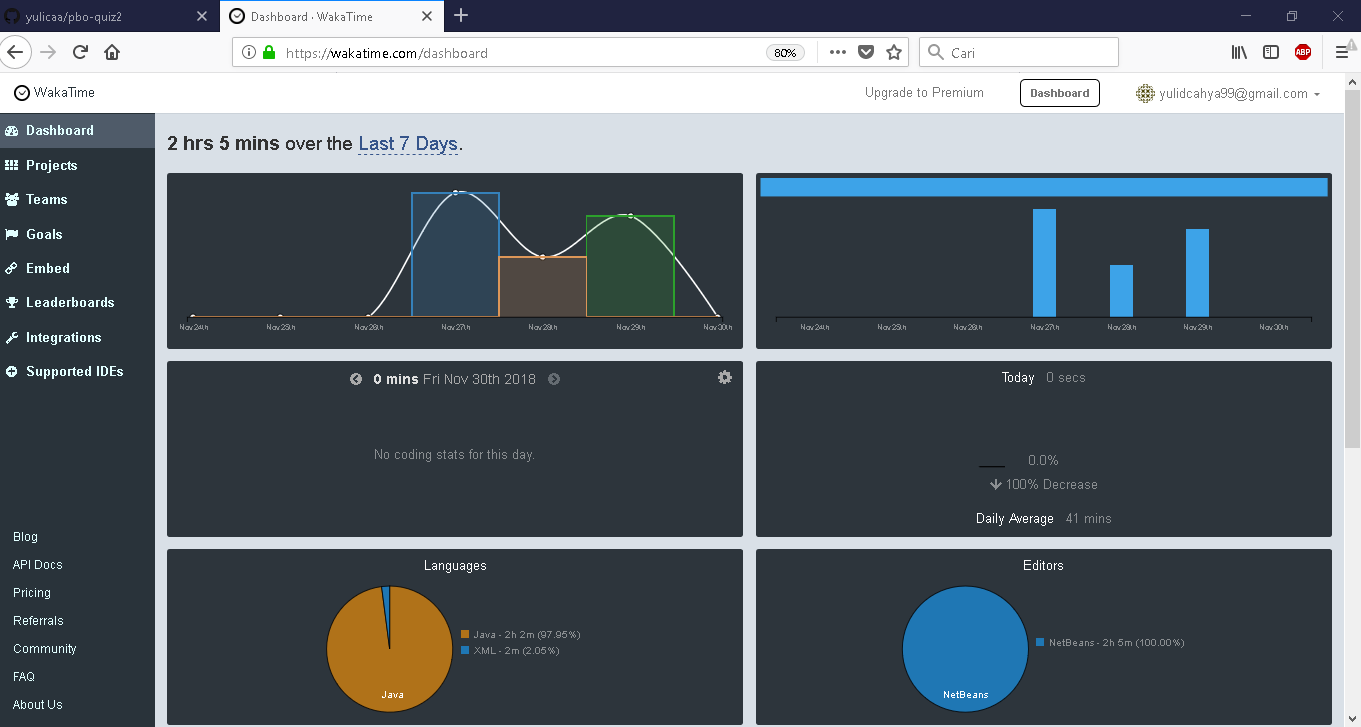 yulicaa/pbo-quiz2
Dashboard · WakaTime
https://wakatime.com/dashboard
80%
Cari
ABP
WakaTime
Upgrade to Premium
Dashboard
yulidcahya99@gmail.com
Dashboard
Projects
Teams
Goals
Embed
Leaderboards
Integrations
Supported IDEs
Blog
API Docs
Pricing
Referrals
Community
FAQ
About Us
2 hrs 5 mins over the Last 7 Days.
Nov 24th Nov 25th Nov 26th Nov 27th Nov 28th Nov 29th Nov 30th
Nov 24th Nov 25th Nov 26th Nov 27th Nov 28th Nov 29th Nov 30th
0 mins Fri Nov 30th 2018
No coding stats for this day.
Today 0 secs
0.0%
100% Decrease
Daily Average 41 mins
Languages
Java - 2h 2m (97.95%)
XML - 2m (2.05%)
Java
Editors
NetBeans - 2h 5m (100.00%)
NetBeans